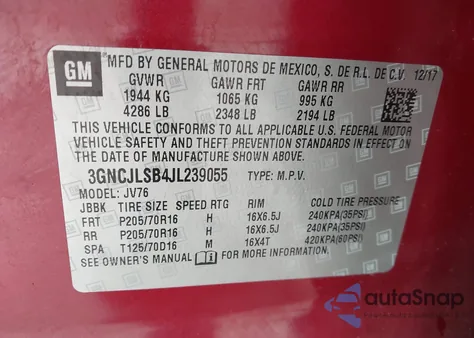 GM
MFD BY GENERAL MOTORS DE MEXICO, S. DE R.L. DE C.V. 12/17
GVWR GAWR FRT GAWR RR
1944 KG 1065 KG 995 KG
4286 LB 2348 LB 2194 LB
THIS VEHICLE CONFORMS TO ALL APPLICABLE U.S. FEDERAL MOTOR
VEHICLE SAFETY AND THEFT PREVENTION STANDARDS IN EFFECT ON THE
DATE OF MANUFACTURE SHOWN ABOVE.
3GNCJLSB4JL239055 TYPE: M.P.V.
MODEL: JV76
JBBK TIRE SIZE SPEED RTG RIM COLD TIRE PRESSURE
FRT P205/70R16 H 16X6.5J 240KPA(35PSI)
RR P205/70R16 H 16X6.5J 240KPA(35PSI)
SPA T125/70D16 M 16X4T 420KPA(60PSI)
SEE OWNER'S MANUAL FOR MORE INFORMATION
autoSnap